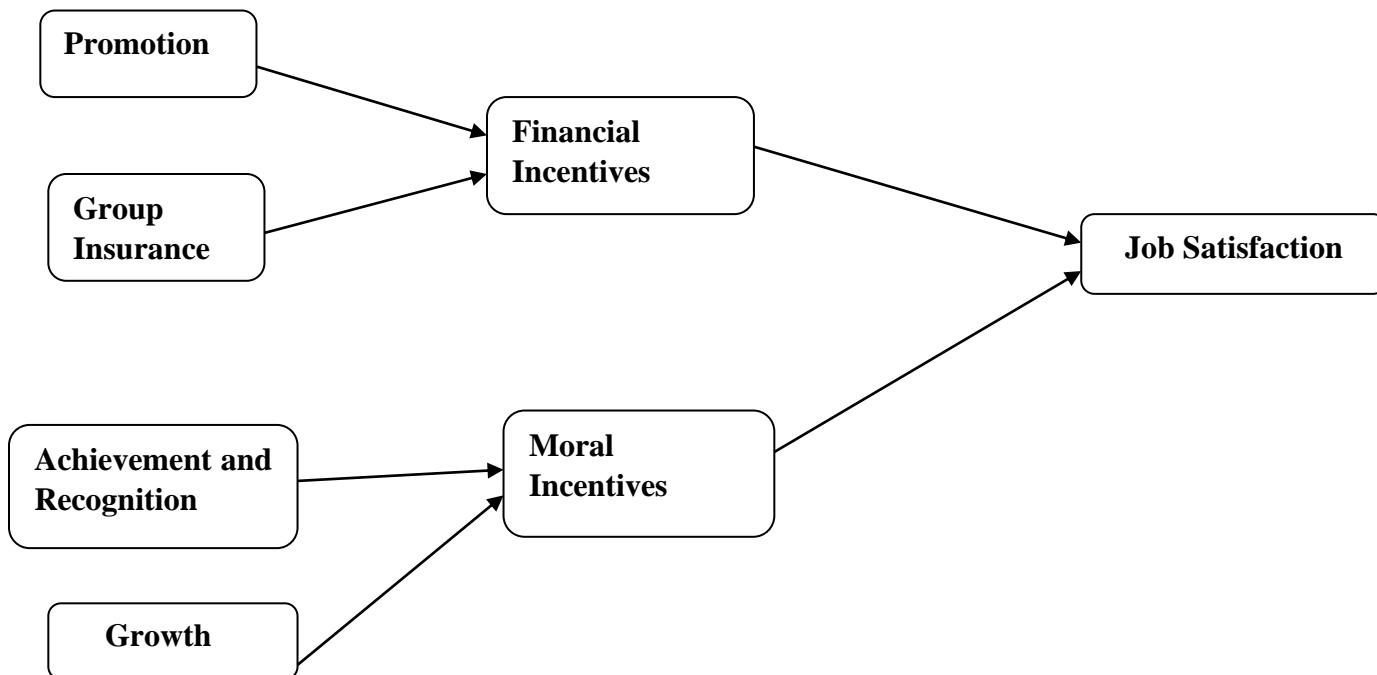 Promotion
Financial
Incentives
Group
Insurance
Job Satisfaction
Achievement and
Recognition
Moral
Incentives
Growth